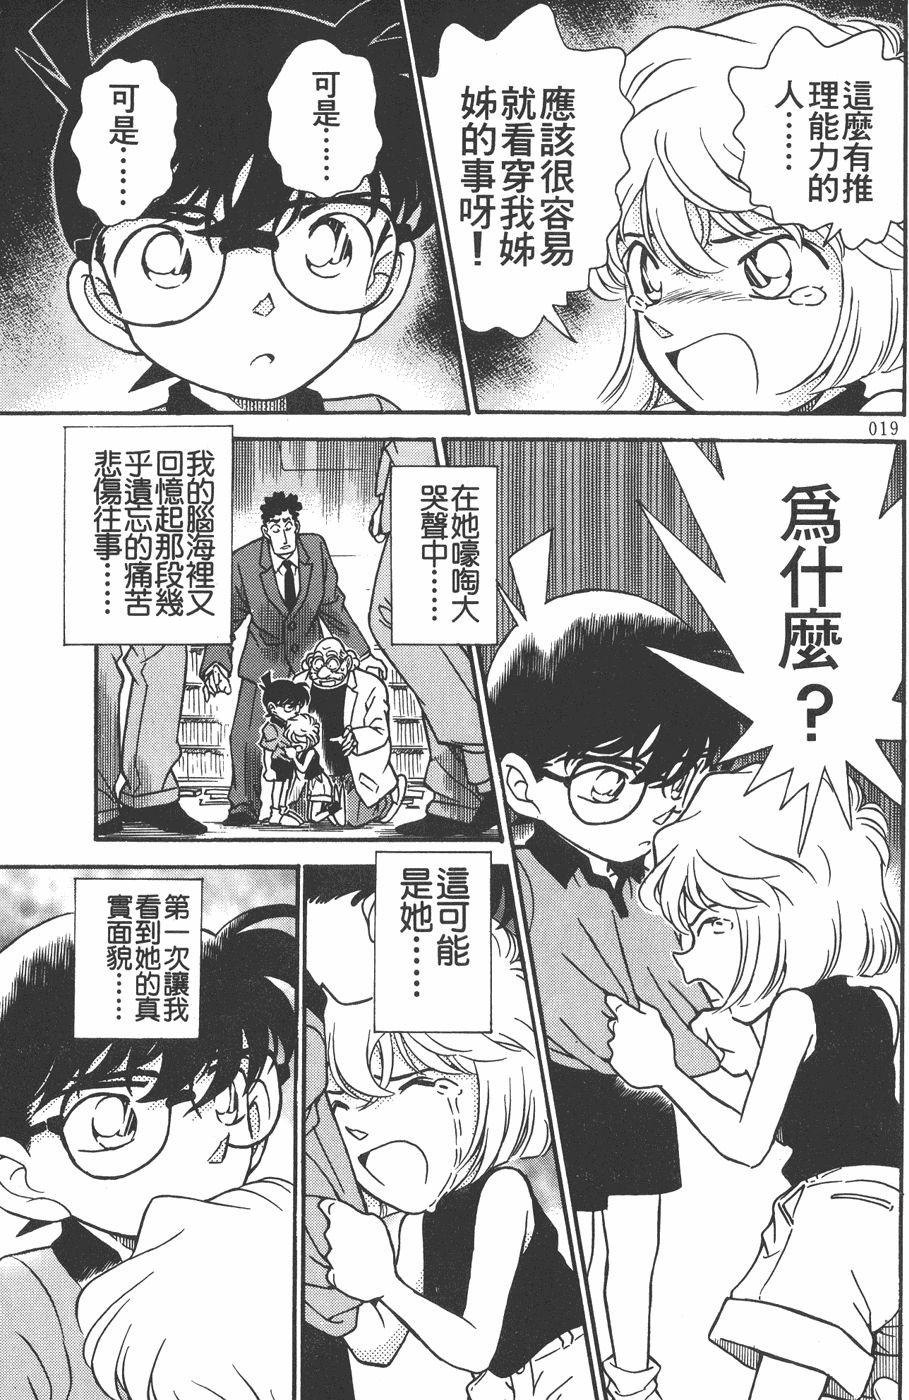 這麼有推
理能力的
人……
應該很容易
就看穿我姊
姊的事呀！
可是……
可是……
019
為什麼？
在她嚎啕大
哭聲中……
我的腦海裡又
回憶起那段幾
乎遺忘的痛苦
悲傷往事……
這可能
是她……
第一次讓我
看到她的真
實面貌……